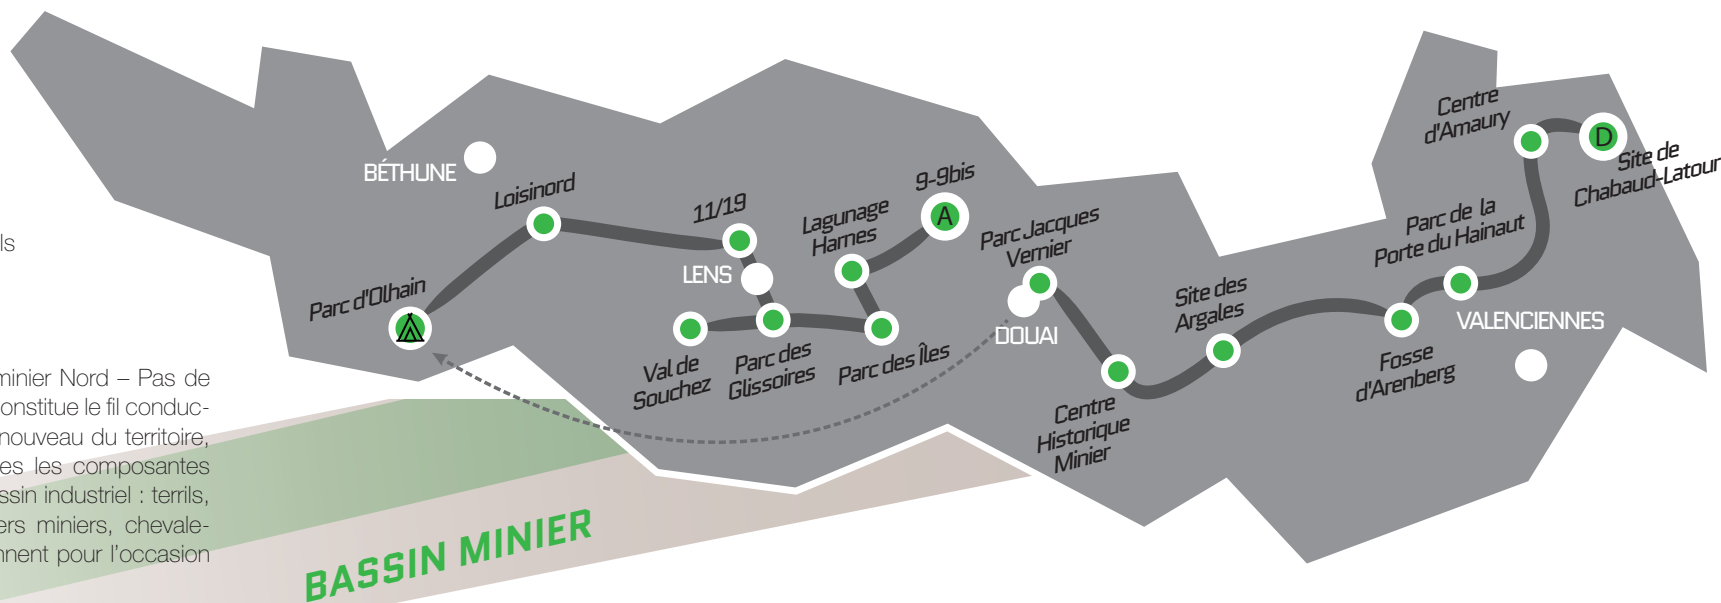 BÉTHUNE
Loisinord
11/19
LENS
Lagunage
Harnes
9-9bis
A
Parc d'Olhain
Val de
Souchez
Parc des
Glissoires
Parc des Îles
Parc Jacques
Vernier
DOUAI
Centre
Historique
Minier
Site des
Argales
Fosse
d'Arenberg
Parc de la
Porte du Hainaut
VALENCIENNES
Centre
d'Amaury
D
Site de
Chabaud-Latour
ls
minier Nord – Pas de
onstitue le fil conduc-
nouveau du territoire,
es les composantes
ssin industriel : terrils,
ers miniers, chevale-
nnent pour l'occasion
BASSIN MINIER